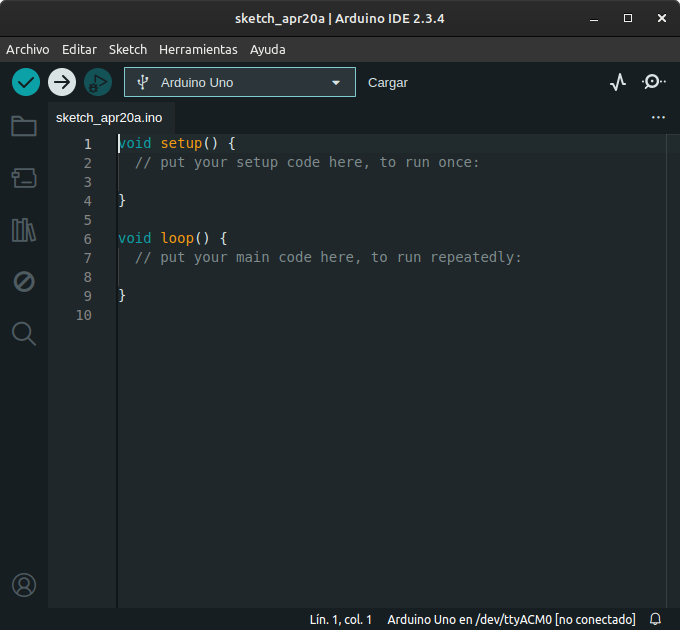 sketch_apr20a | Arduino IDE 2.3.4
Archivo Editar Sketch Herramientas Ayuda
Arduino Uno Cargar
sketch_apr20a.ino
1 void setup() {
2 // put your setup code here, to run once:
3
4 }
5
6 void loop() {
7 // put your main code here, to run repeatedly:
8
9 }
10
Lín. 1, col. 1 Arduino Uno en /dev/ttyACM0 [no conectado]